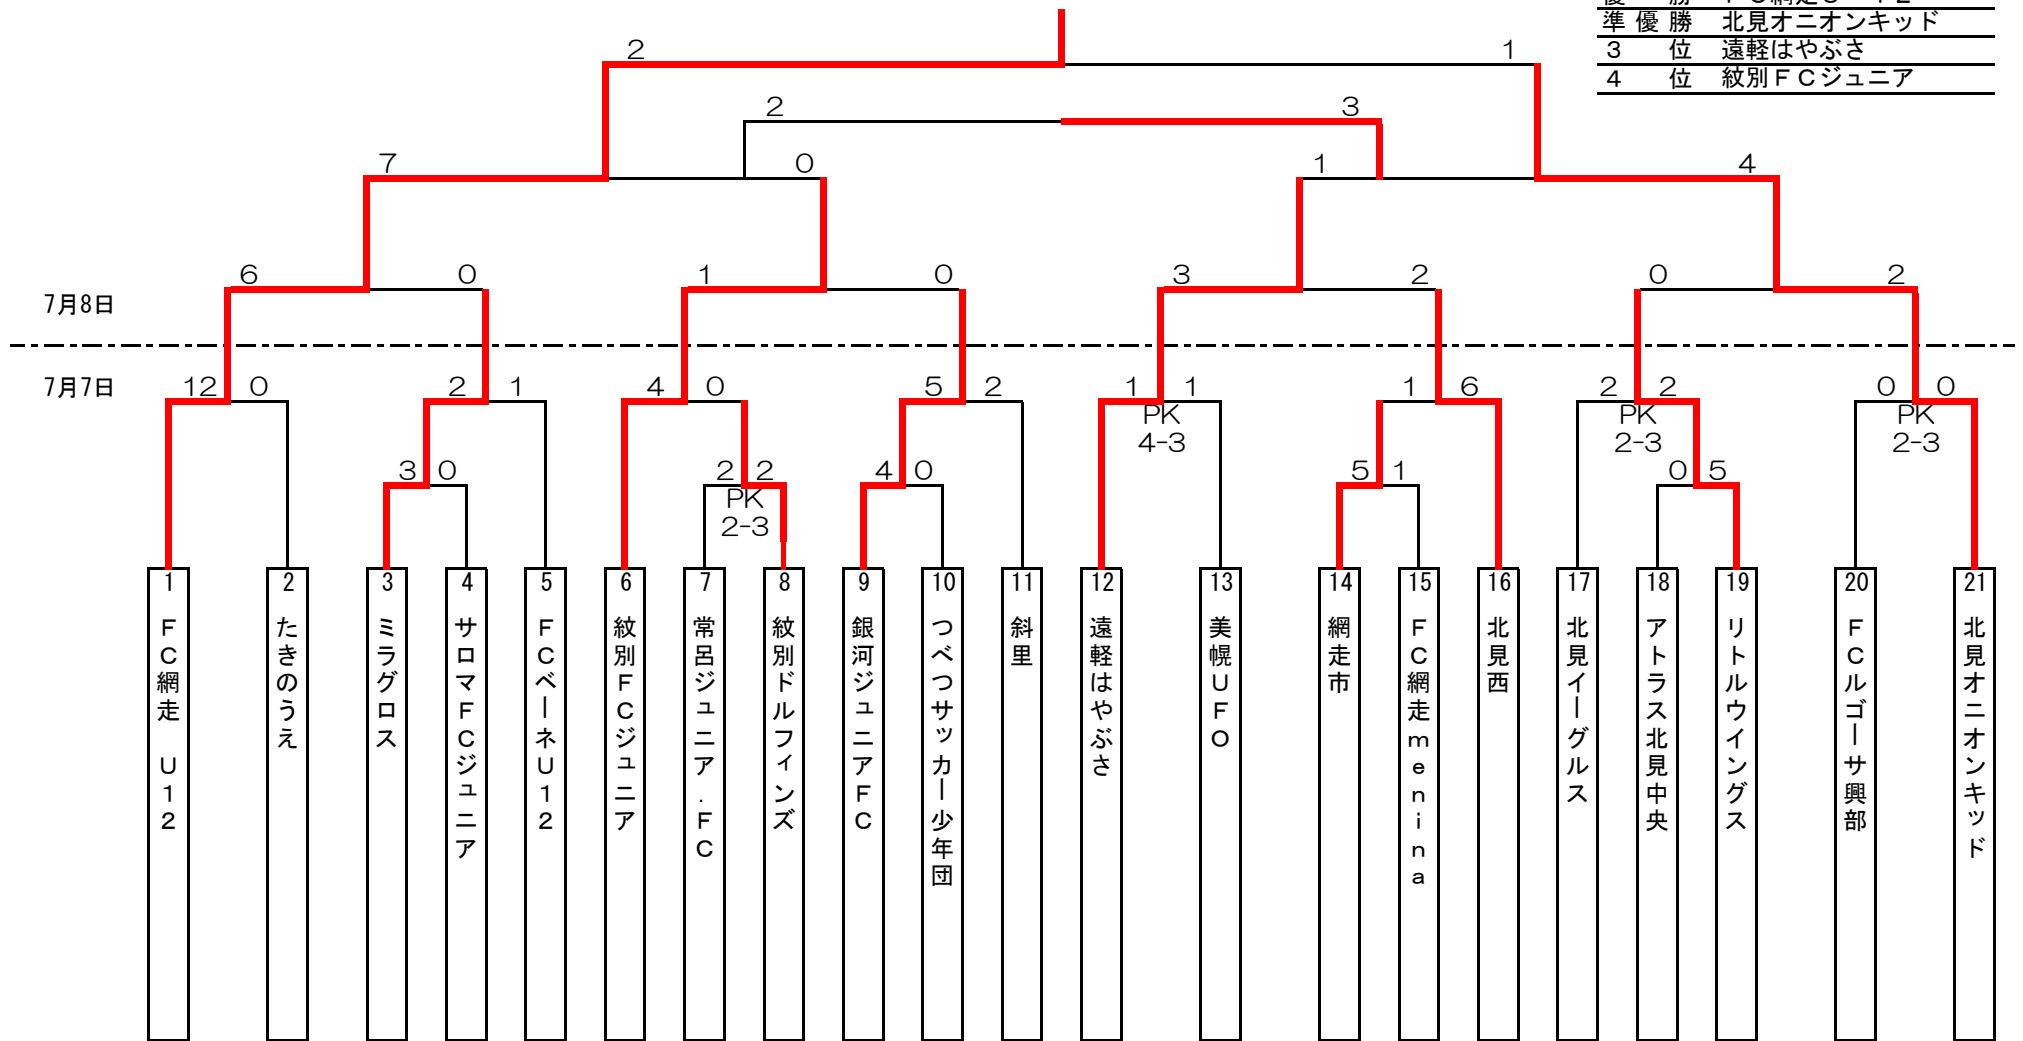 準優勝 北見オニオンキッド
2 1
3 位 遠軽はやぶさ
4 位 紋別FCジュニア
2 3
7 0 1 4
6 0 1 0 3 2 0 2
7月8日
7月7日
12 0 2 1 4 0 5 2 1 1 1 6 2 2 0 0
PK PK PK
4-3 2-3 2-3
3 0 2 2 4 0 5 1 0 5
PK
2-3
1 2 3 4 5 6 7 8 9 10 11 12 13 14 15 16 17 18 19 20 21
FC網走 U12
たきのうえ
ミラグロス
サロマFCジュニア
FCベーネU12
紋別FCジュニア
常呂ジュニア.FC
紋別ドルフィンズ
銀河ジュニアFC
つべつサッカー少年団
斜里
遠軽はやぶさ
美幌UFO
網走市
FC網走menina
北見西
北見イーグルス
アトラス北見中央
リトルウイングス
FCルゴーサ興部
北見オニオンキッド